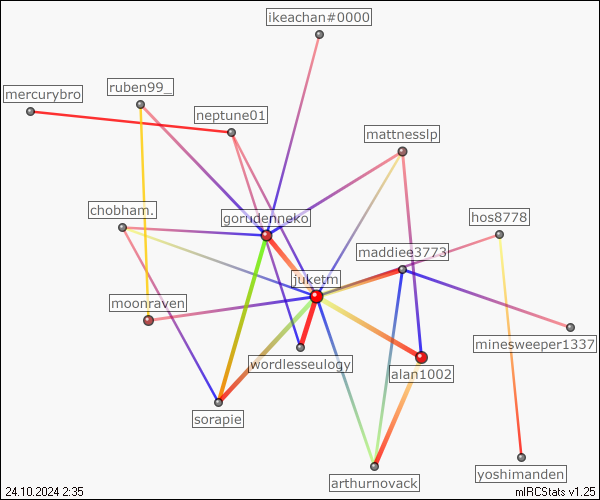 ikeachan#0000
mercurybro
ruben99_
neptune01
mattnesslp
chobham.
gorudenneko
hos8778
maddiee3773
juketm
moonraven
minesweeper1337
wordlesseulogy
alan1002
sorapie
arthurnovack
yoshimanden
24.10.2024 2:35
mIRCStats v1.25